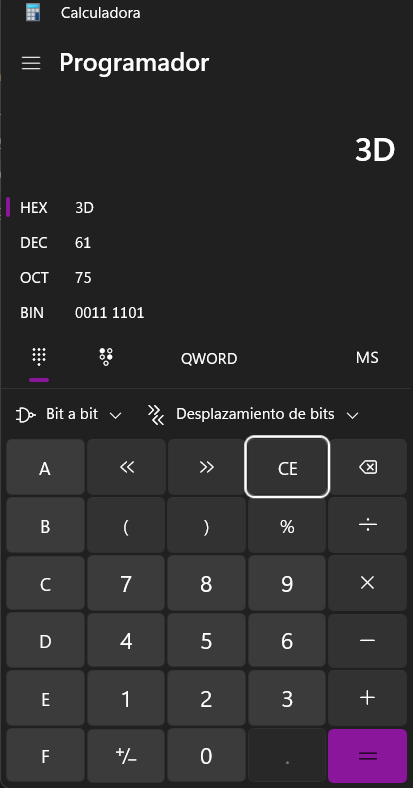 Calculadora
Programador
3D
HEX 3D
DEC 61
OCT 75
BIN 0011 1101
QWORD MS
Bit a bit Desplazamiento de bits
A << >> CE
B ( ) % ÷
C 7 8 9 ×
D 4 5 6 −
E 1 2 3 +
F +/− 0 . =